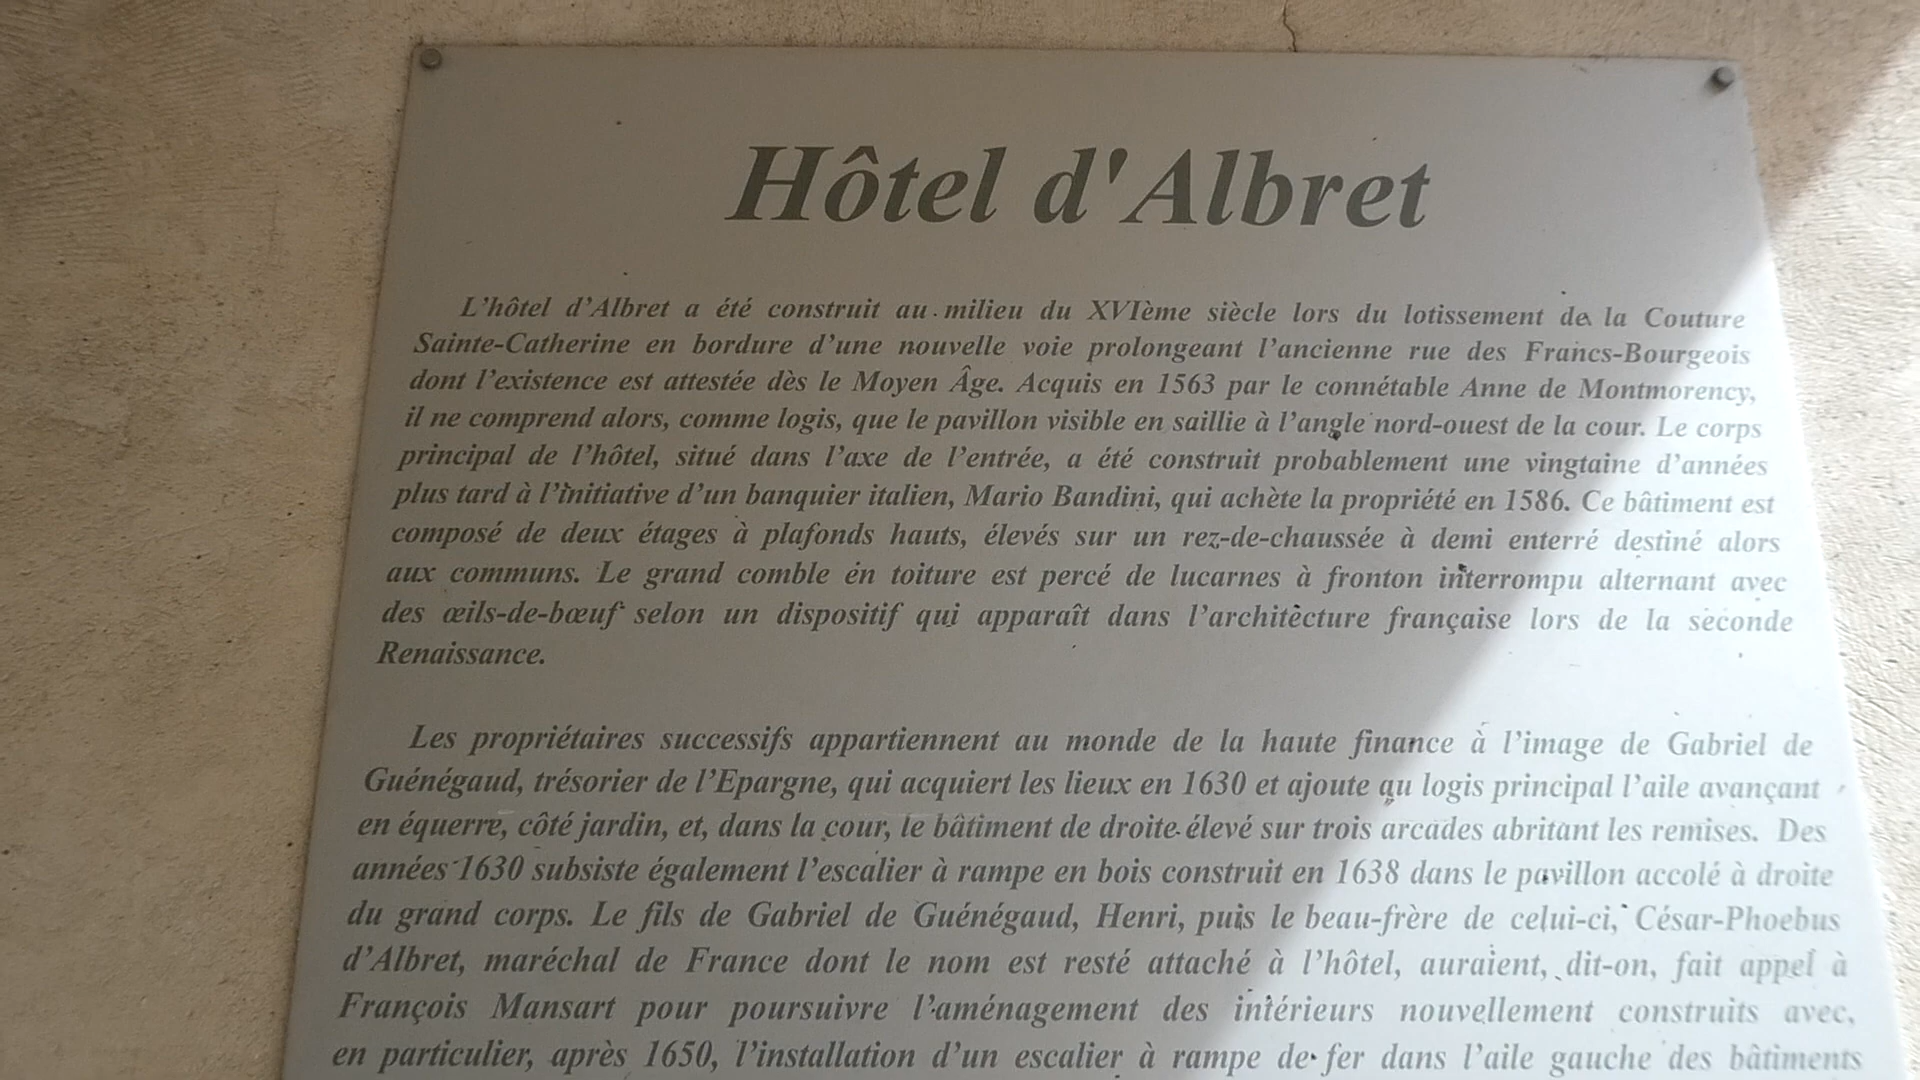 Hôtel d'Albret
L'hôtel d'Albret a été construit au milieu du XVIème siècle lors du lotissement de la Couture
Sainte-Catherine en bordure d'une nouvelle voie prolongeant l'ancienne rue des Francs-Bourgeois
dont l'existence est attestée dès le Moyen Âge. Acquis en 1563 par le connétable Anne de Montmorency,
il ne comprend alors, comme logis, que le pavillon visible en saillie à l'angle nord-ouest de la cour. Le corps
principal de l'hôtel, situé dans l'axe de l'entrée, a été construit probablement une vingtaine d'années
plus tard à l'initiative d'un banquier italien, Mario Bandini, qui achète la propriété en 1586. Ce bâtiment est
composé de deux étages à plafonds hauts, élevés sur un rez-de-chaussée à demi enterré destiné alors
aux communs. Le grand comble en toiture est percé de lucarnes à fronton interrompu alternant avec
des œils-de-bœuf selon un dispositif qui apparaît dans l'architecture française lors de la seconde
Renaissance.
Les propriétaires successifs appartiennent au monde de la haute finance à l'image de Gabriel de
Guénégaud, trésorier de l'Epargne, qui acquiert les lieux en 1630 et ajoute au logis principal l'aile avançant
en équerre, côté jardin, et, dans la cour, le bâtiment de droite élevé sur trois arcades abritant les remises. Des
années 1630 subsiste également l'escalier à rampe en bois construit en 1638 dans le pavillon accolé à droite
du grand corps. Le fils de Gabriel de Guénégaud, Henri, puis le beau-frère de celui-ci, César-Phoebus
d'Albret, maréchal de France dont le nom est resté attaché à l'hôtel, auraient, dit-on, fait appel à
François Mansart pour poursuivre l'aménagement des intérieurs nouvellement construits avec,
en particulier, après 1650, l'installation d'un escalier à rampe de fer dans l'aile gauche des bâtiments